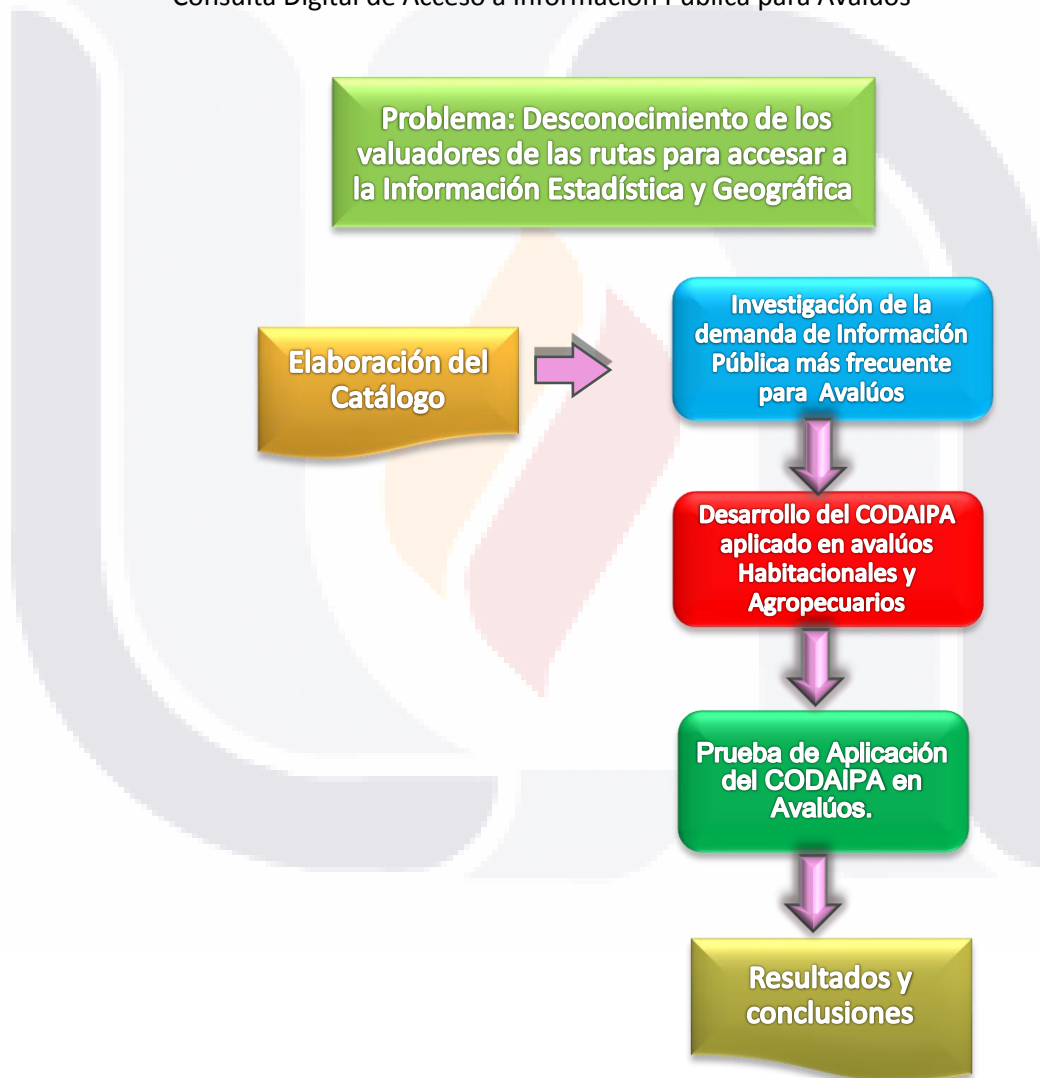 Consulta Digital de Acceso a Información Pública para Avalúos
Problema: Desconocimiento de los
valuadores de las rutas para accesar a
la Información Estadística y Geográfica
Elaboración del
Catálogo
Investigación de la
demanda de Información
Pública más frecuente
para Avalúos
Desarrollo del CODAIPA
aplicado en avalúos
Habitacionales y
Agropecuarios
Prueba de Aplicación
del CODAIPA en
Avalúos.
Resultados y
conclusiones